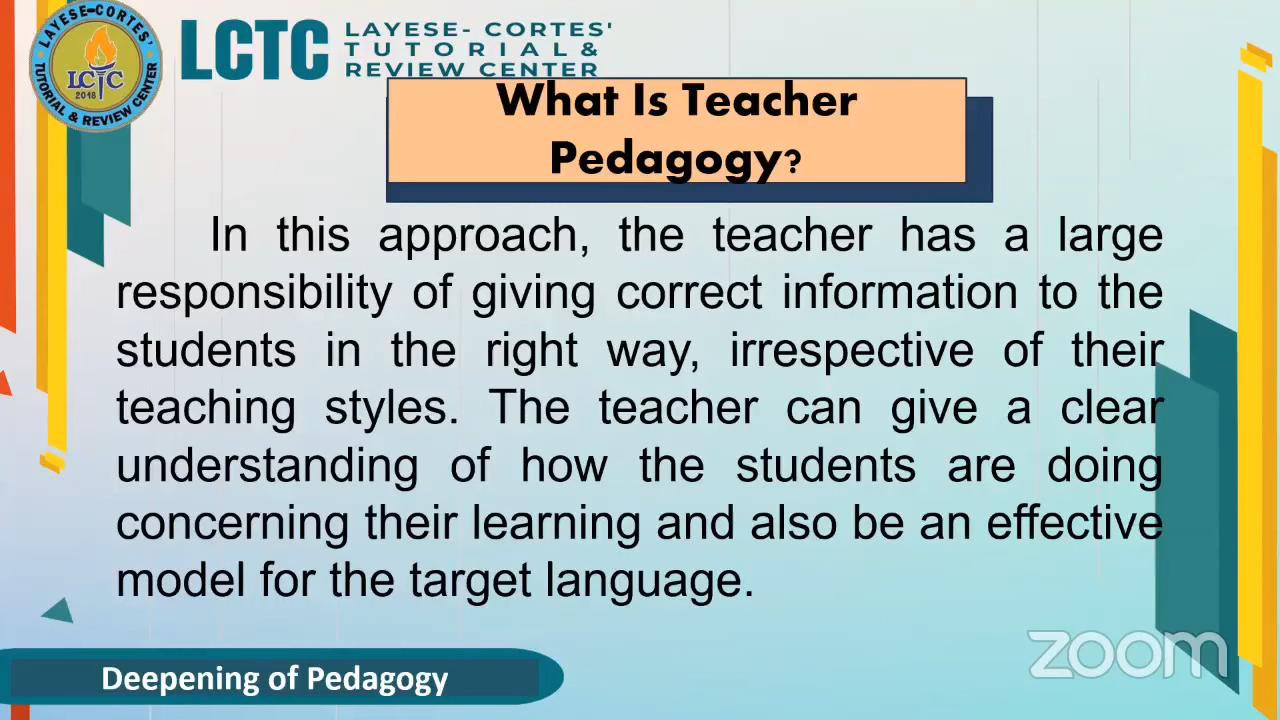 LAYESE-CORTES'
LCTC
2018
TUTORIAL & REVIEW CENTER
LCTC
LAYESE- CORTES'
TUTORIAL &
REVIEW CENTER
What Is Teacher
Pedagogy?
In this approach, the teacher has a large
responsibility of giving correct information to the
students in the right way, irrespective of their
teaching styles. The teacher can give a clear
understanding of how the students are doing
concerning their learning and also be an effective
model for the target language.
Deepening of Pedagogy
zoom